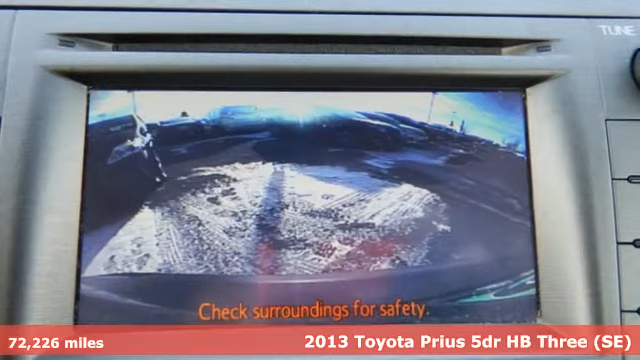 TUNE
Check surroundings for safety.
72,226 miles
2013 Toyota Prius 5dr HB Three (SE)